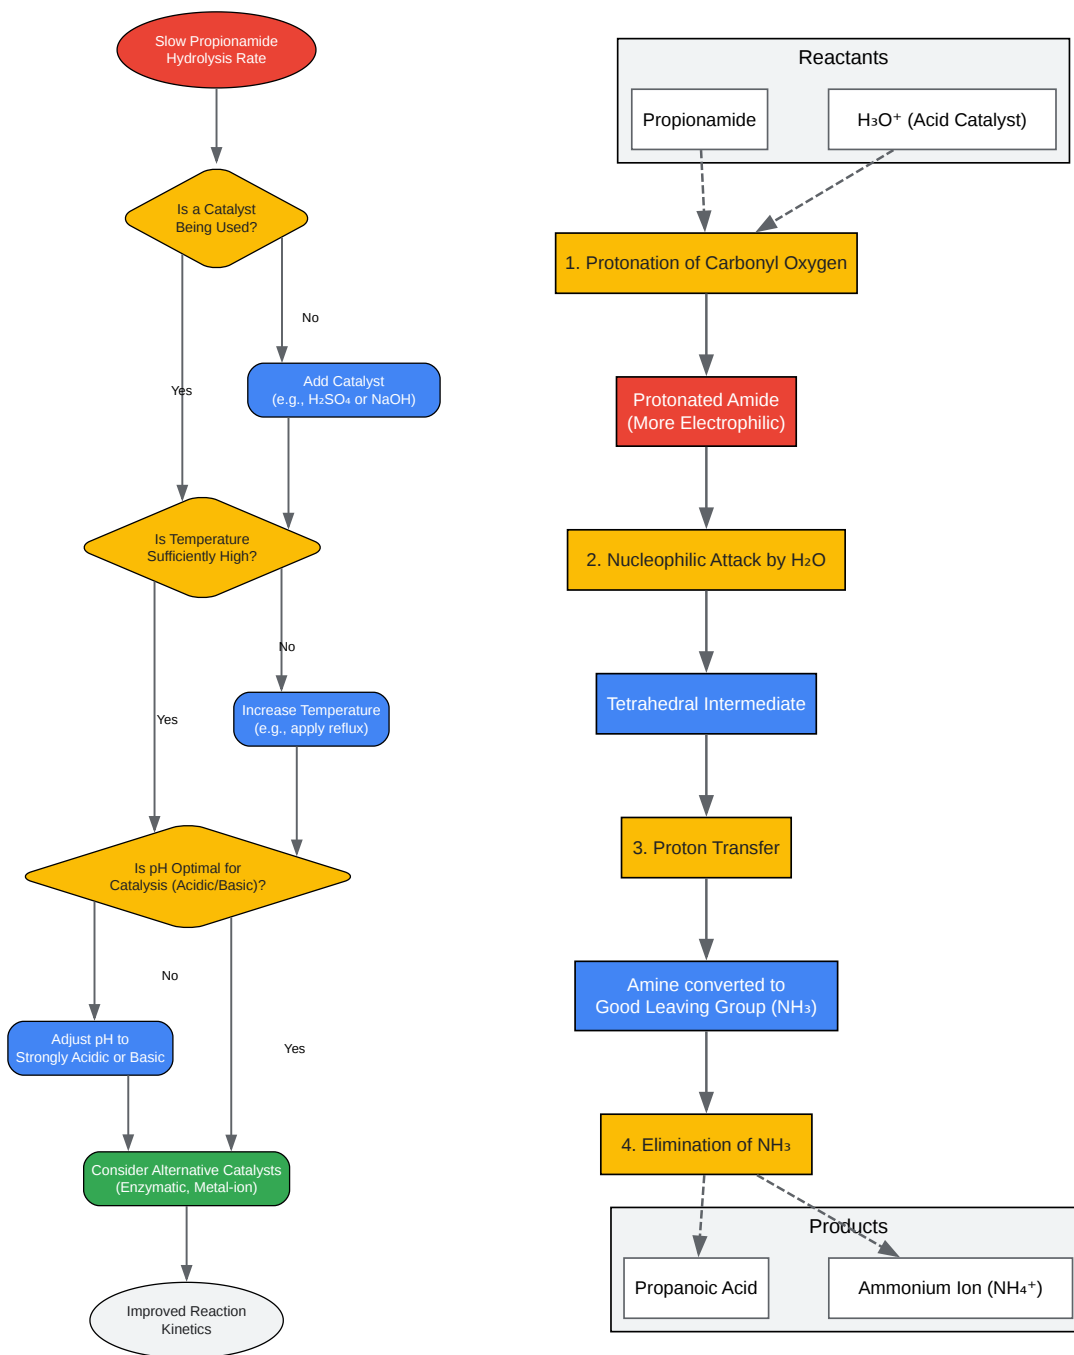 Slow Propionamide
Hydrolysis Rate
Is a Catalyst
Being Used?
No
Yes
Add Catalyst
(e.g., H₂SO₄ or NaOH)
Is Temperature
Sufficiently High?
No
Yes
Increase Temperature
(e.g., apply reflux)
Is pH Optimal for
Catalysis (Acidic/Basic)?
No
Yes
Adjust pH to
Strongly Acidic or Basic
Consider Alternative Catalysts
(Enzymatic, Metal-ion)
Improved Reaction
Kinetics
Reactants
Propionamide
H₃O⁺ (Acid Catalyst)
1. Protonation of Carbonyl Oxygen
Protonated Amide
(More Electrophilic)
2. Nucleophilic Attack by H₂O
Tetrahedral Intermediate
3. Proton Transfer
Amine converted to
Good Leaving Group (NH₃)
4. Elimination of NH₃
Products
Propanoic Acid
Ammonium Ion (NH₄⁺)